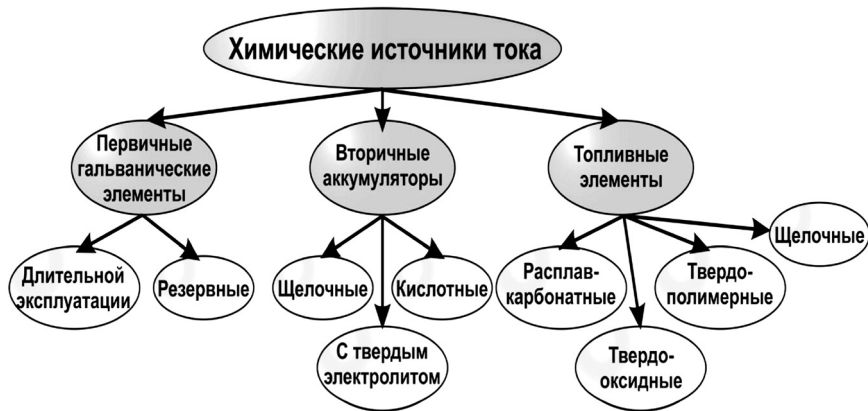 Химические источники тока
Первичные
гальванические
элементы
Вторичные
аккумуляторы
Топливные
элементы
Длительной
эксплуатации
Резервные
Щелочные
Кислотные
С твердым
электролитом
Расплав-
карбонатные
Твердо-
полимерные
Щелочные
Твердо-
оксидные